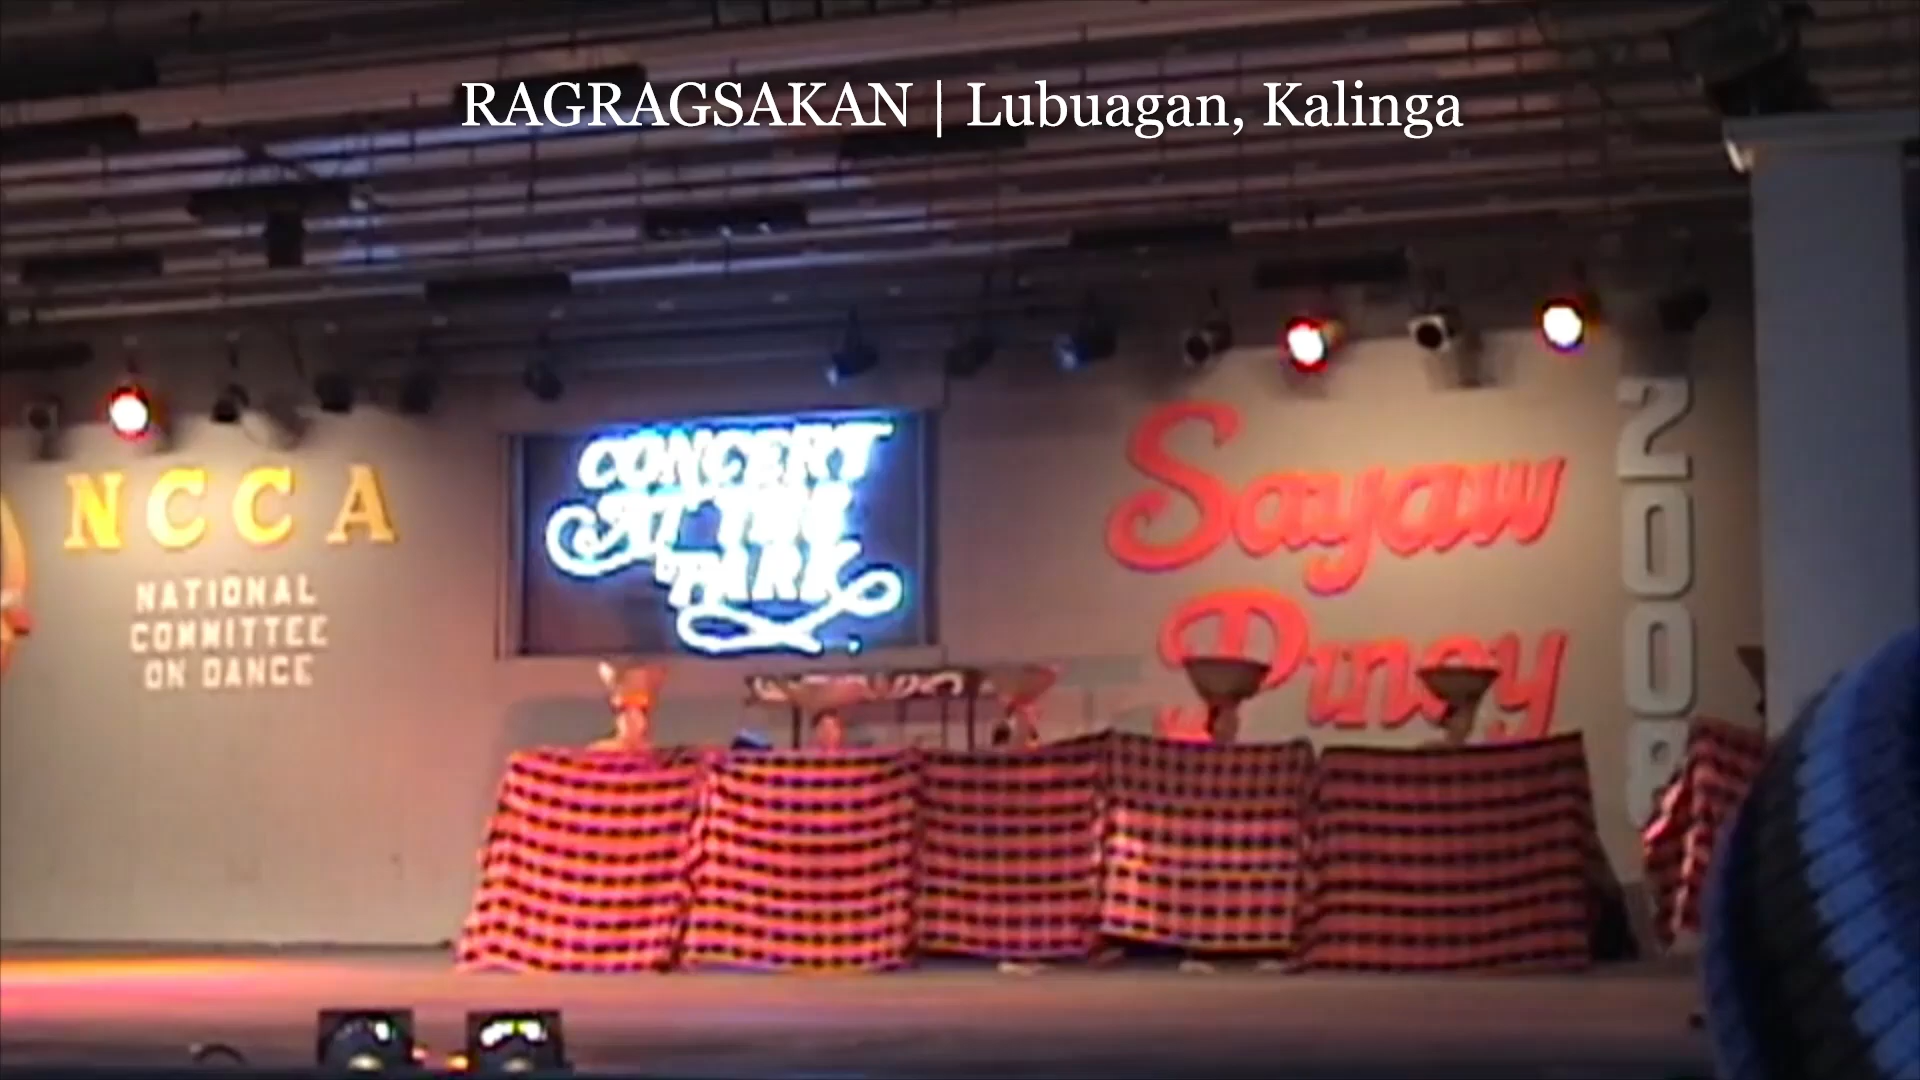 RAGRAGSAKAN | Lubuagan, Kalinga
NCCA
NATIONAL
COMMITTEE
ON DANCE
CONCERT
AT THE
PARK
Sayaw
Pinoy
2008